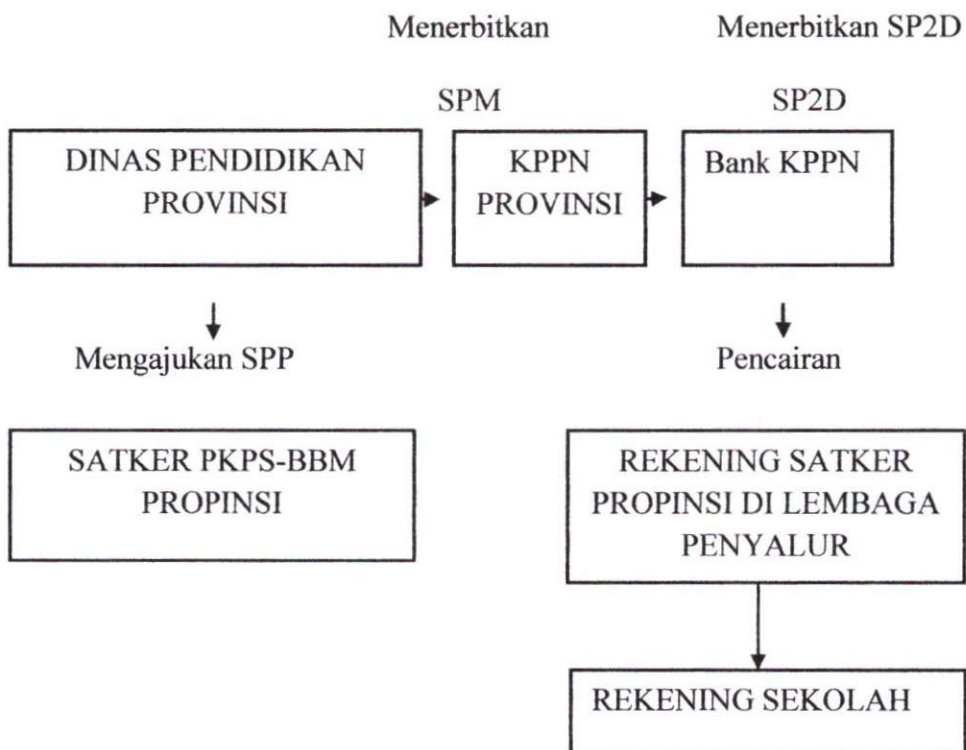 Menerbitkan
Menerbitkan SP2D
SPM
SP2D
DINAS PENDIDIKAN
PROVINSI
KPPN
PROVINSI
Bank KPPN
Mengajukan SPP
Pencairan
SATKER PKPS-BBM
PROPINSI
REKENING SATKER
PROPINSI DI LEMBAGA
PENYALUR
REKENING SEKOLAH